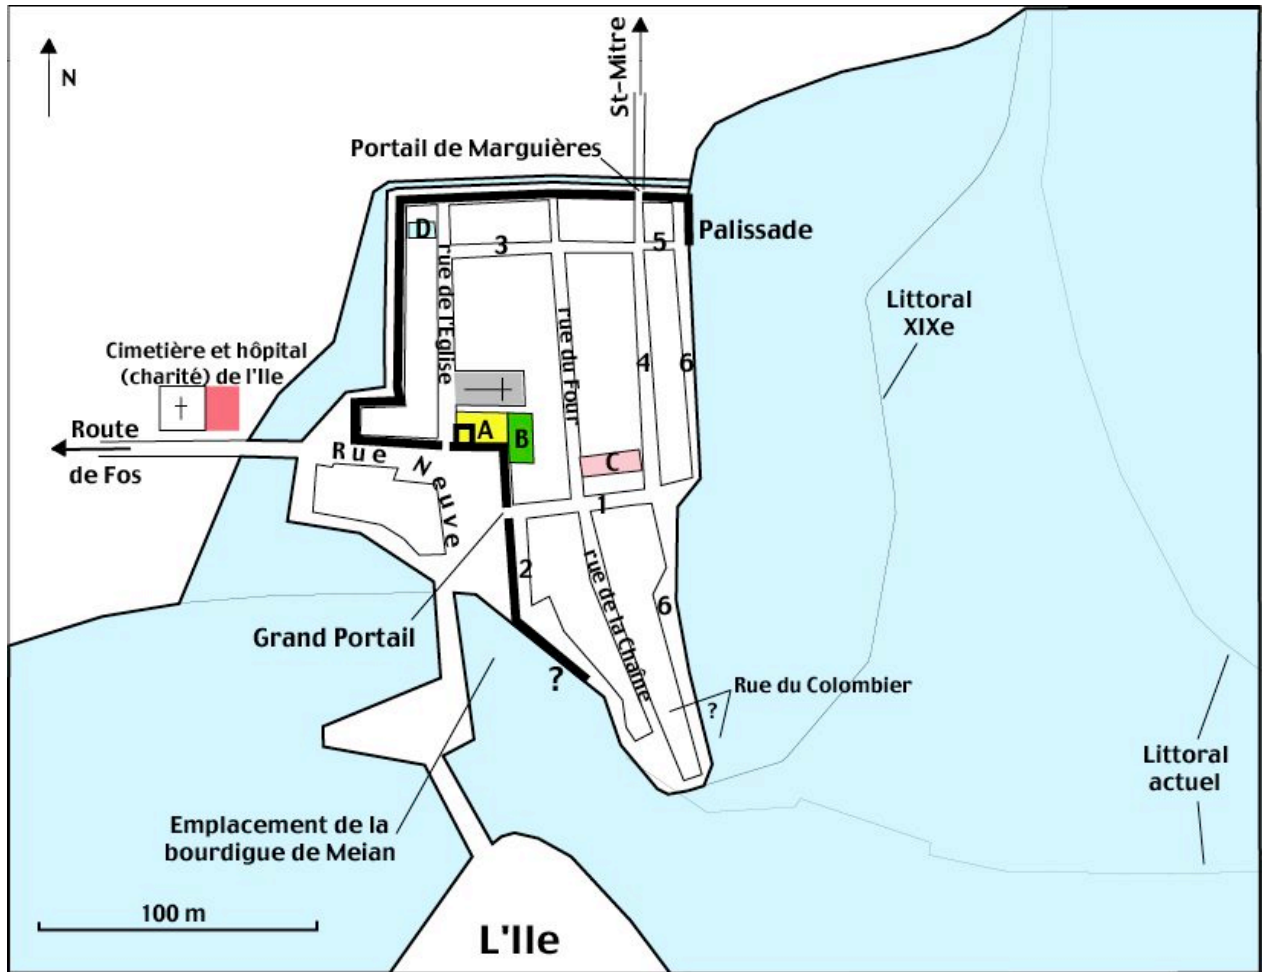 N
St-Mitre
Portail de Marguières
Palissade
D
3
5
rue de l'Eglise
rue du Four
4
6
Littoral
XIXe
Cimetière et hôpital
(charité) de l'Ile
Route
de Fos
Rue Neuve
A
B
C
1
2
rue de la Chaîne
6
Grand Portail
?
Rue du Colombier
?
Littoral
actuel
Emplacement de la
bourdigue de Meian
100 m
L'Ile